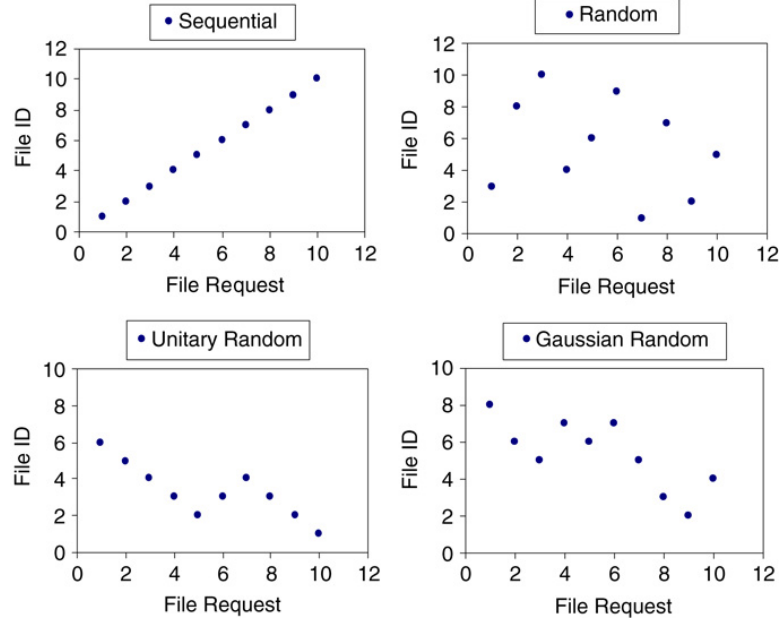 Sequential
12
10
8
6
4
2
0
File ID
0 2 4 6 8 10 12
File Request
Random
12
10
8
6
4
2
0
File ID
0 2 4 6 8 10 12
File Request
Unitary Random
10
8
6
4
2
0
File ID
0 2 4 6 8 10 12
File Request
Gaussian Random
10
8
6
4
2
0
File ID
0 2 4 6 8 10 12
File Request